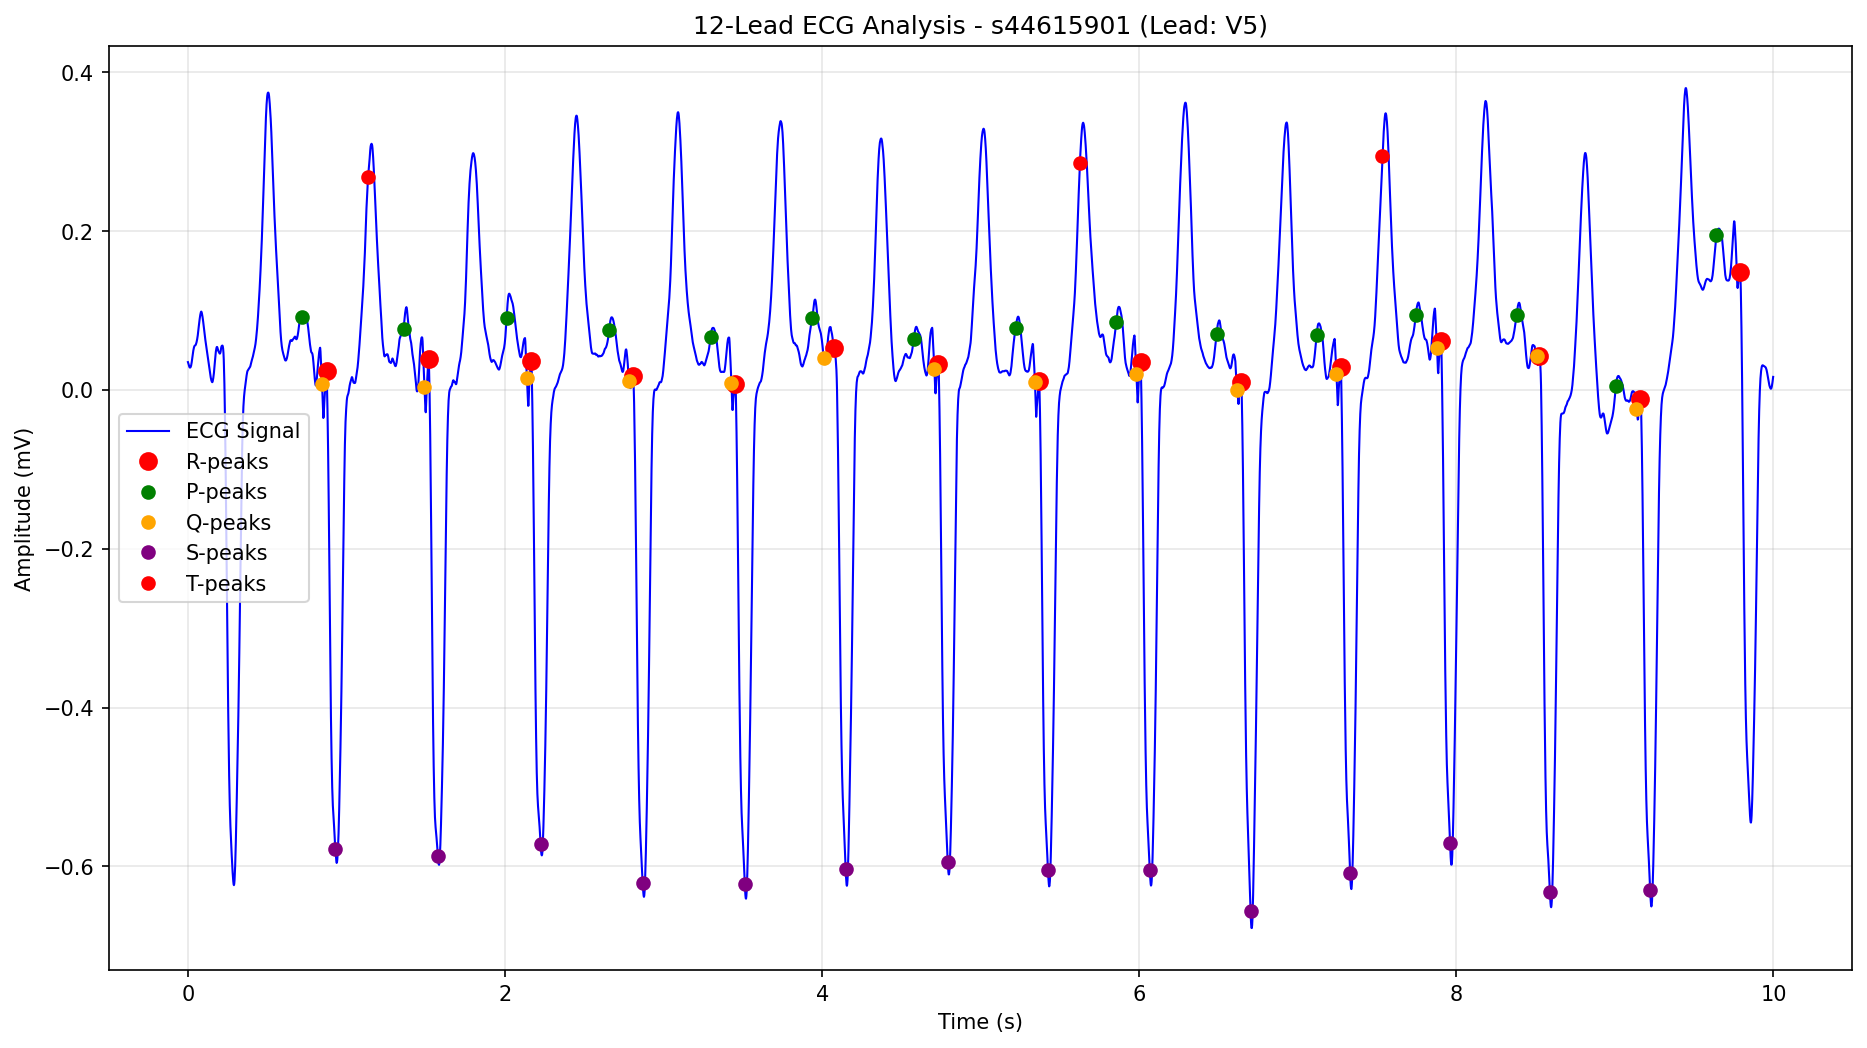 12-Lead ECG Analysis - s44615901 (Lead: V5)
0.4
0.2
0.0
−0.2
−0.4
−0.6
Amplitude (mV)
ECG Signal
R-peaks
P-peaks
Q-peaks
S-peaks
T-peaks
0 2 4 6 8 10
Time (s)